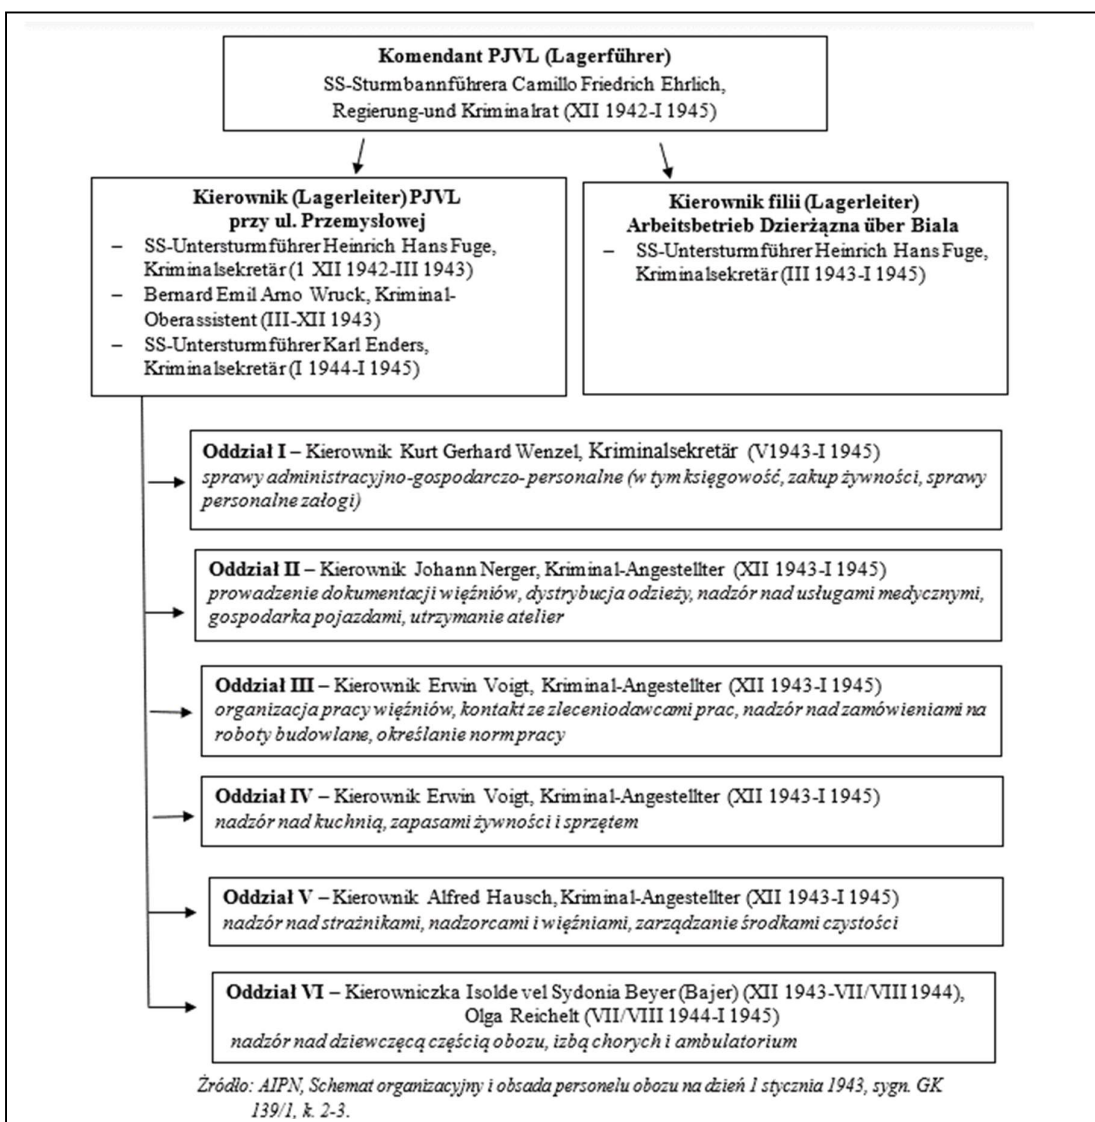 Komendant PJVL (Lagerführer)
SS-Sturmbannführera Camillo Friedrich Ehrlich,
Regierung-und Kriminalrat (XII 1942-I 1945)
Kierownik (Lagerleiter) PJVL
przy ul. Przemysłowej
– SS-Untersturmführer Heinrich Hans Fuge,
Kriminalsekretär (1 XII 1942-III 1943)
– Bernard Emil Arno Wruck, Kriminal-
Oberassistent (III-XII 1943)
– SS-Untersturmführer Karl Enders,
Kriminalsekretär (I 1944-I 1945)
Kierownik filii (Lagerleiter)
Arbeitsbetrieb Dzierżązna über Biala
– SS-Untersturmführer Heinrich Hans Fuge,
Kriminalsekretär (III 1943-I 1945)
Oddział I – Kierownik Kurt Gerhard Wenzel, Kriminalsekretär (V1943-I 1945)
sprawy administracyjno-gospodarczo-personalne (w tym księgowość, zakup żywności, sprawy
personalne załogi)
Oddział II – Kierownik Johann Nerger, Kriminal-Angestellter (XII 1943-I 1945)
prowadzenie dokumentacji więźniów, dystrybucja odzieży, nadzór nad usługami medycznymi,
gospodarka pojazdami, utrzymanie atelier
Oddział III – Kierownik Erwin Voigt, Kriminal-Angestellter (XII 1943-I 1945)
organizacja pracy więźniów, kontakt ze zleceniodawcami prac, nadzór nad zamówieniami na
roboty budowlane, określanie norm pracy
Oddział IV – Kierownik Erwin Voigt, Kriminal-Angestellter (XII 1943-I 1945)
nadzór nad kuchnią, zapasami żywności i sprzętem
Oddział V – Kierownik Alfred Hausch, Kriminal-Angestellter (XII 1943-I 1945)
nadzór nad strażnikami, nadzorcami i więźniami, zarządzanie środkami czystości
Oddział VI – Kierowniczka Isolde vel Sydonia Beyer (Bajer) (XII 1943-VII/VIII 1944),
Olga Reichelt (VII/VIII 1944-I 1945)
nadzór nad dziewczęcą częścią obozu, izbą chorych i ambulatorium
Źródło: AIPN, Schemat organizacyjny i obsada personelu obozu na dzień 1 stycznia 1943, sygn. GK
139/1, k. 2-3.